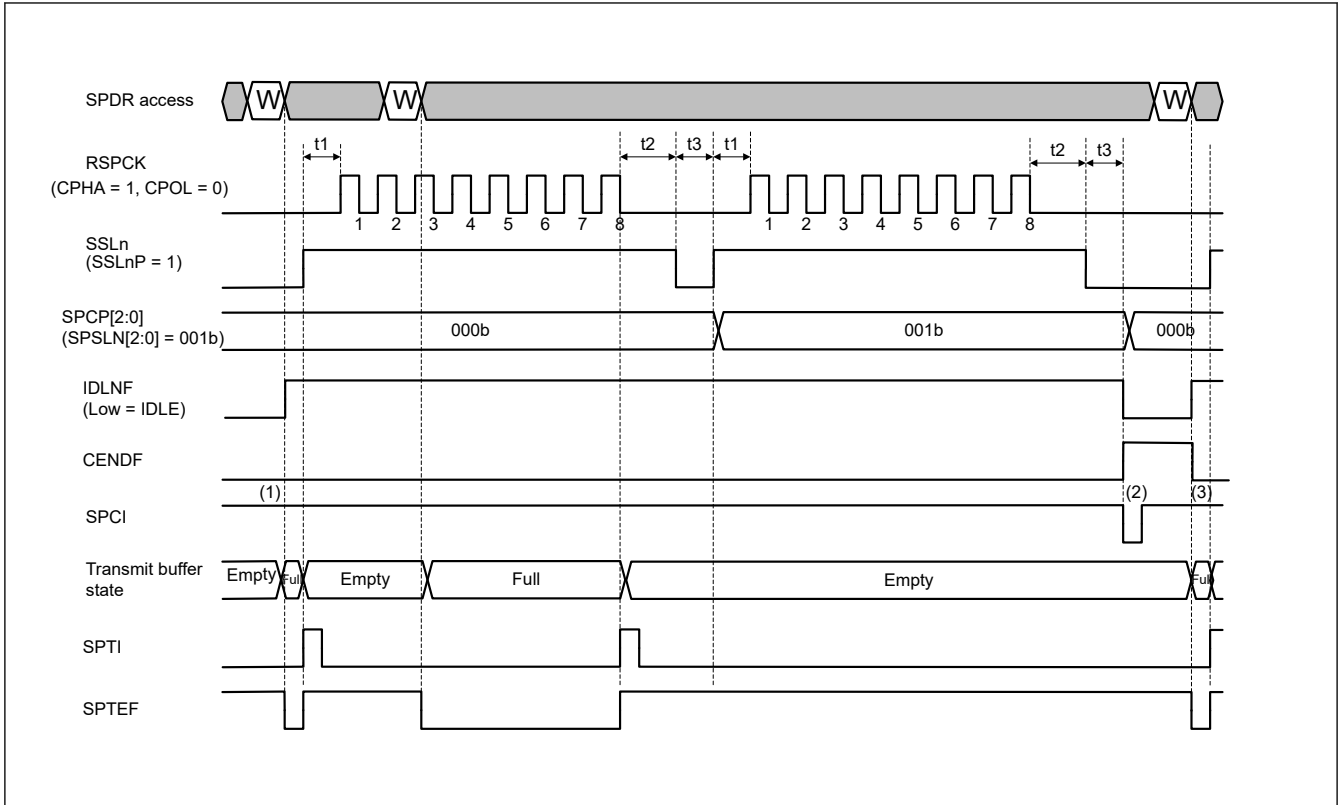 SPDR access
W W W
t1 t2 t3 t1 t2 t3
RSPCK
(CPHA = 1, CPOL = 0)
1 2 3 4 5 6 7 8 1 2 3 4 5 6 7 8
SSLn
(SSLnP = 1)
SPCP[2:0]
(SPSLN[2:0] = 001b)
000b 001b 000b
IDLNF
(Low = IDLE)
CENDF
(1) (2) (3)
SPCI
Transmit buffer
state
Empty Full Empty Full Empty Full
SPTI
SPTEF